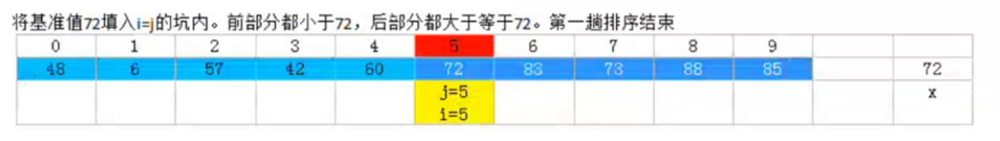 将基准值72填入i=j的坑内。前部分都小于72，后部分都大于等于72。第一趟排序结束
0 1 2 3 4 5 6 7 8 9
48 6 57 42 60 72 83 73 88 85 72
j=5 x
i=5